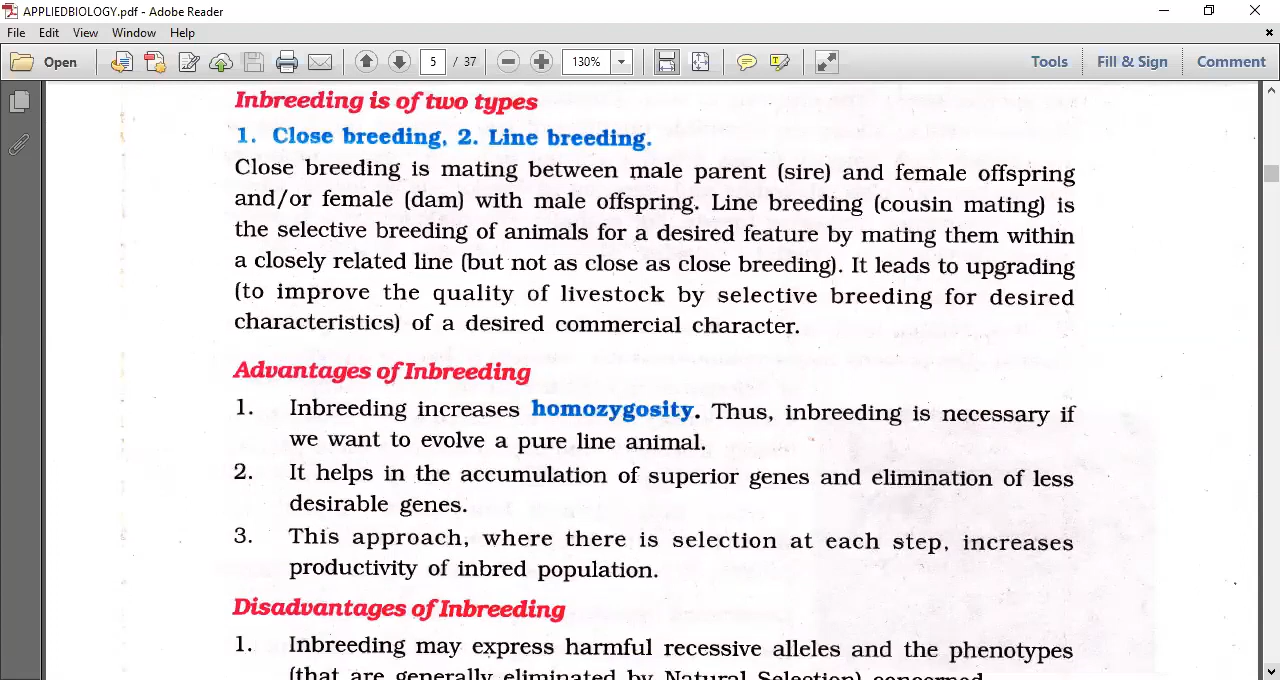 APPLIEDBIOLOGY.pdf - Adobe Reader
File Edit View Window Help
Open 5 / 37 130% Tools Fill & Sign Comment
Inbreeding is of two types
1. Close breeding, 2. Line breeding.
Close breeding is mating between male parent (sire) and female offspring
and/or female (dam) with male offspring. Line breeding (cousin mating) is
the selective breeding of animals for a desired feature by mating them within
a closely related line (but not as close as close breeding). It leads to upgrading
(to improve the quality of livestock by selective breeding for desired
characteristics) of a desired commercial character.
Advantages of Inbreeding
1. Inbreeding increases homozygosity. Thus, inbreeding is necessary if
we want to evolve a pure line animal.
2. It helps in the accumulation of superior genes and elimination of less
desirable genes.
3. This approach, where there is selection at each step, increases
productivity of inbred population.
Disadvantages of Inbreeding
1. Inbreeding may express harmful recessive alleles and the phenotypes
(that are generally eliminated by Natural Selection) concerned